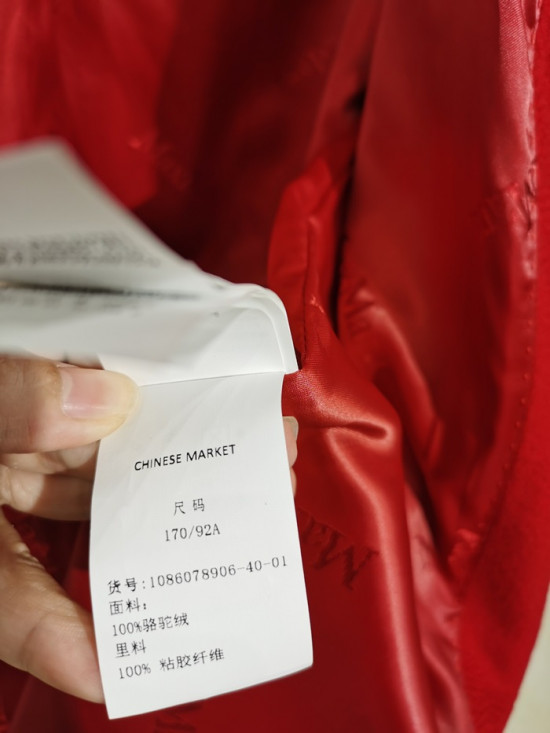 CHINESE MARKET
尺码
170/92A
货号:1086078906-40-01
面料:
100%骆驼绒
里料
100% 粘胶纤维